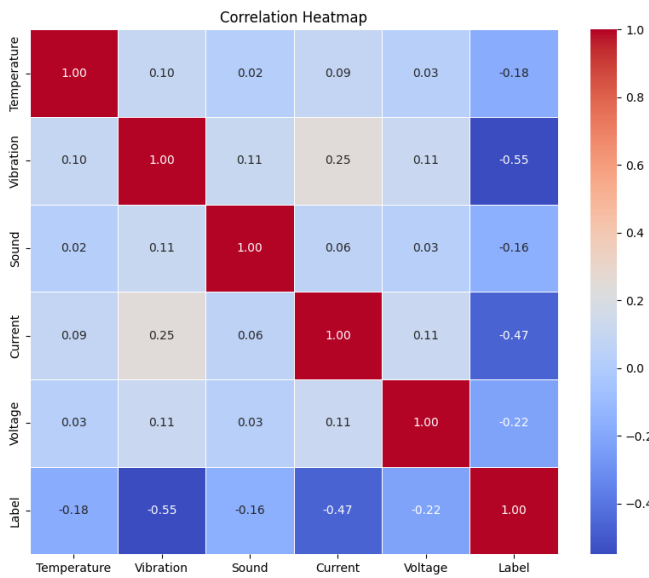 Correlation Heatmap
Temperature 1.00 0.10 0.02 0.09 0.03 -0.18
Vibration 0.10 1.00 0.11 0.25 0.11 -0.55
Sound 0.02 0.11 1.00 0.06 0.03 -0.16
Current 0.09 0.25 0.06 1.00 0.11 -0.47
Voltage 0.03 0.11 0.03 0.11 1.00 -0.22
Label -0.18 -0.55 -0.16 -0.47 -0.22 1.00
Temperature Vibration Sound Current Voltage Label
1.0
0.8
0.6
0.4
0.2
0.0
−0.2
−0.4